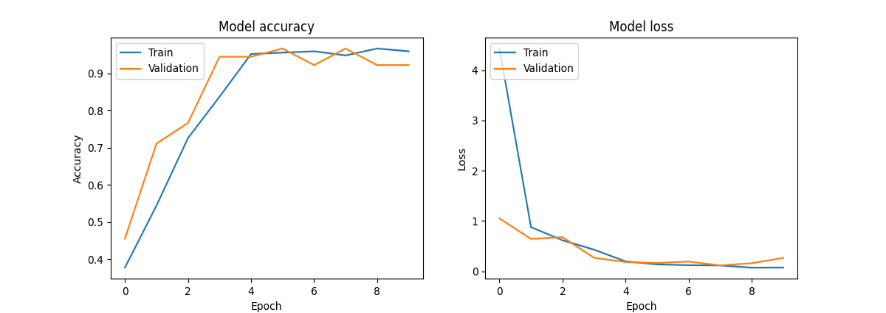 Model accuracy
Train
Validation
Accuracy
0.9
0.8
0.7
0.6
0.5
0.4
0 2 4 6 8
Epoch
Model loss
Train
Validation
Loss
4
3
2
1
0
0 2 4 6 8
Epoch